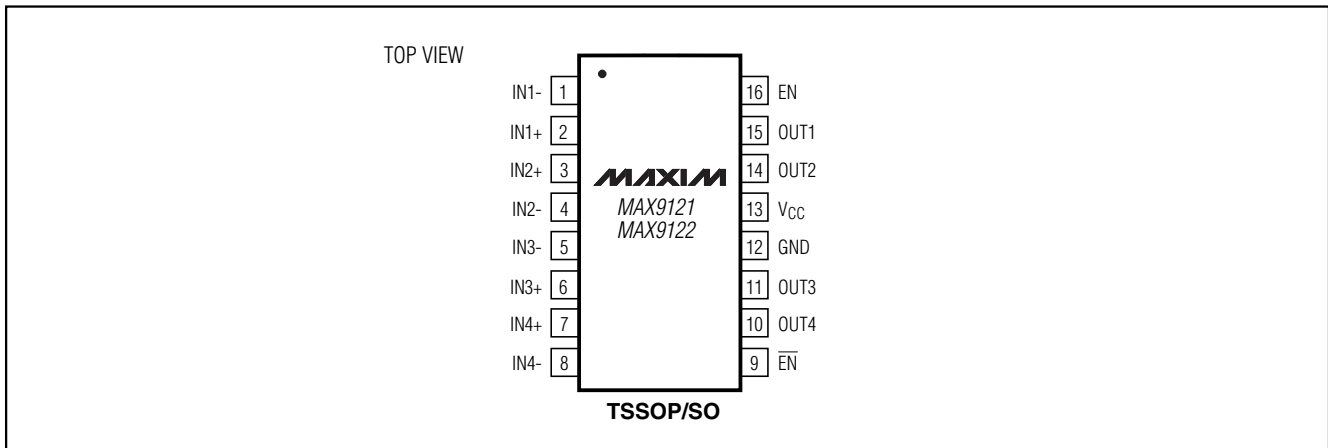 TOP VIEW
IN1- 1
IN1+ 2
IN2+ 3
IN2- 4
IN3- 5
IN3+ 6
IN4+ 7
IN4- 8
MAXIM
MAX9121
MAX9122
16 EN
15 OUT1
14 OUT2
13 VCC
12 GND
11 OUT3
10 OUT4
9 E̅N̅
TSSOP/SO